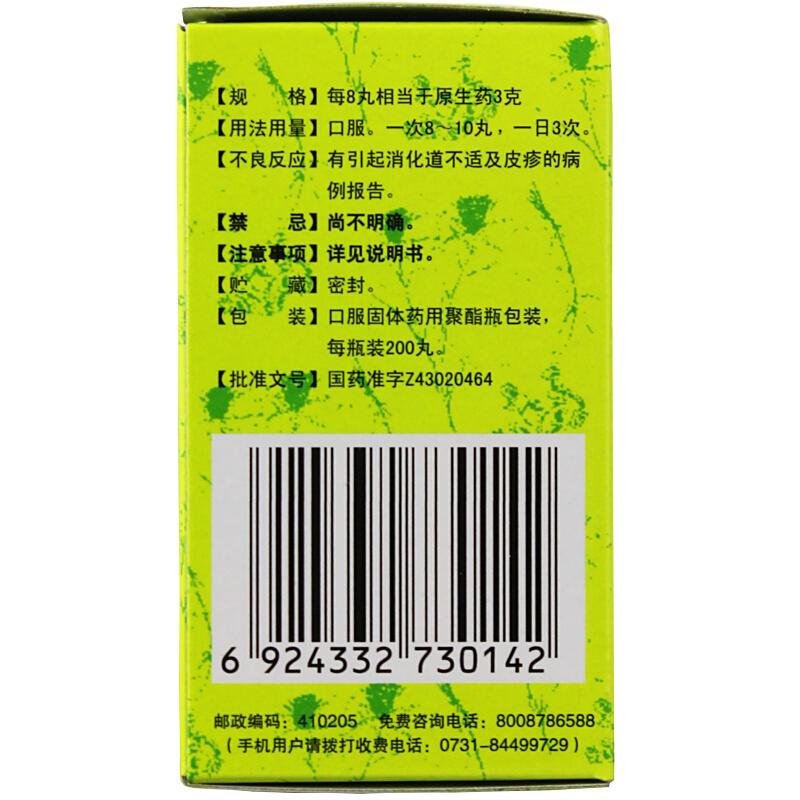 【规　格】每8丸相当于原生药3克
【用法用量】口服。一次8～10丸，一日3次。
【不良反应】有引起消化道不适及皮疹的病
例报告。
【禁　忌】尚不明确。
【注意事项】详见说明书。
【贮　藏】密封。
【包　装】口服固体药用聚酯瓶包装，
每瓶装200丸。
【批准文号】国药准字Z43020464
6 924332 730142
邮政编码：410205　免费咨询电话：8008786588
（手机用户请拨打收费电话：0731-84499729）